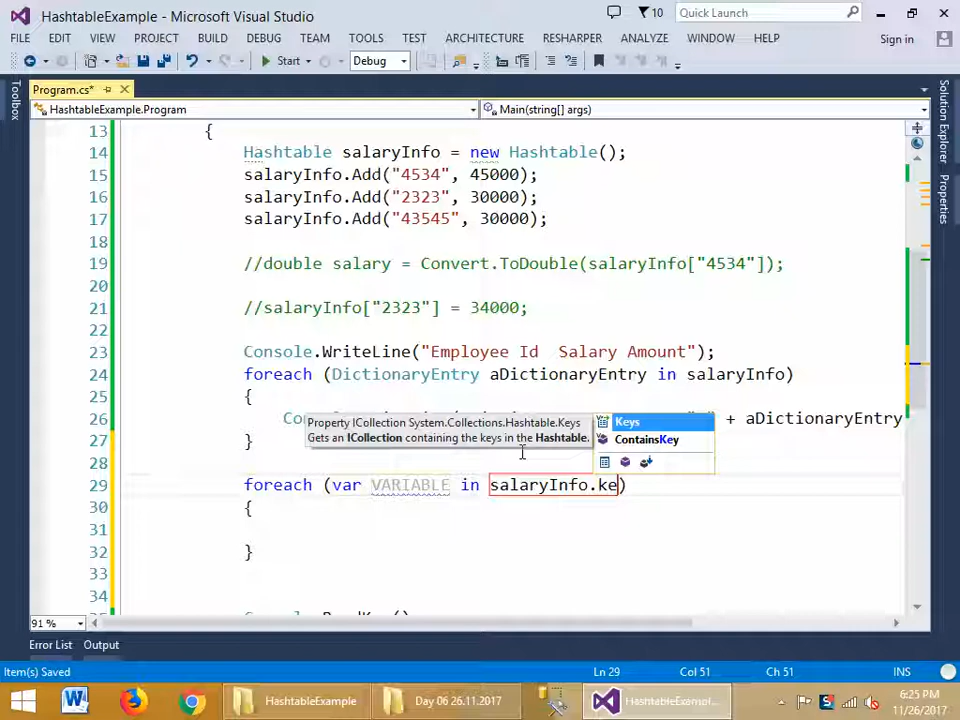 HashtableExample - Microsoft Visual Studio
10
Quick Launch
FILE EDIT VIEW PROJECT BUILD DEBUG TEAM TOOLS TEST ARCHITECTURE RESHARPER ANALYZE WINDOW HELP
Sign in
Start
Debug
Toolbox
Program.cs*
Solution Explorer
Properties
HashtableExample.Program
Main(string[] args)
13 {
14 Hashtable salaryInfo = new Hashtable();
15 salaryInfo.Add("4534", 45000);
16 salaryInfo.Add("2323", 30000);
17 salaryInfo.Add("43545", 30000);
18
19 //double salary = Convert.ToDouble(salaryInfo["4534"]);
20
21 //salaryInfo["2323"] = 34000;
22
23 Console.WriteLine("Employee Id  Salary Amount");
24 foreach (DictionaryEntry aDictionaryEntry in salaryInfo)
25 {
26 + aDictionaryEntry
Property ICollection System.Collections.Hashtable.Keys
Gets an ICollection containing the keys in the Hashtable.
Keys
ContainsKey
27 }
28
29 foreach (var VARIABLE in salaryInfo.ke)
30 {
31
32 }
33
34
91 %
Error List Output
Item(s) Saved
Ln 29 Col 51 Ch 51 INS
HashtableExample
Day 06 26.11.2017
HashtableExam...
6:25 PM
11/26/2017